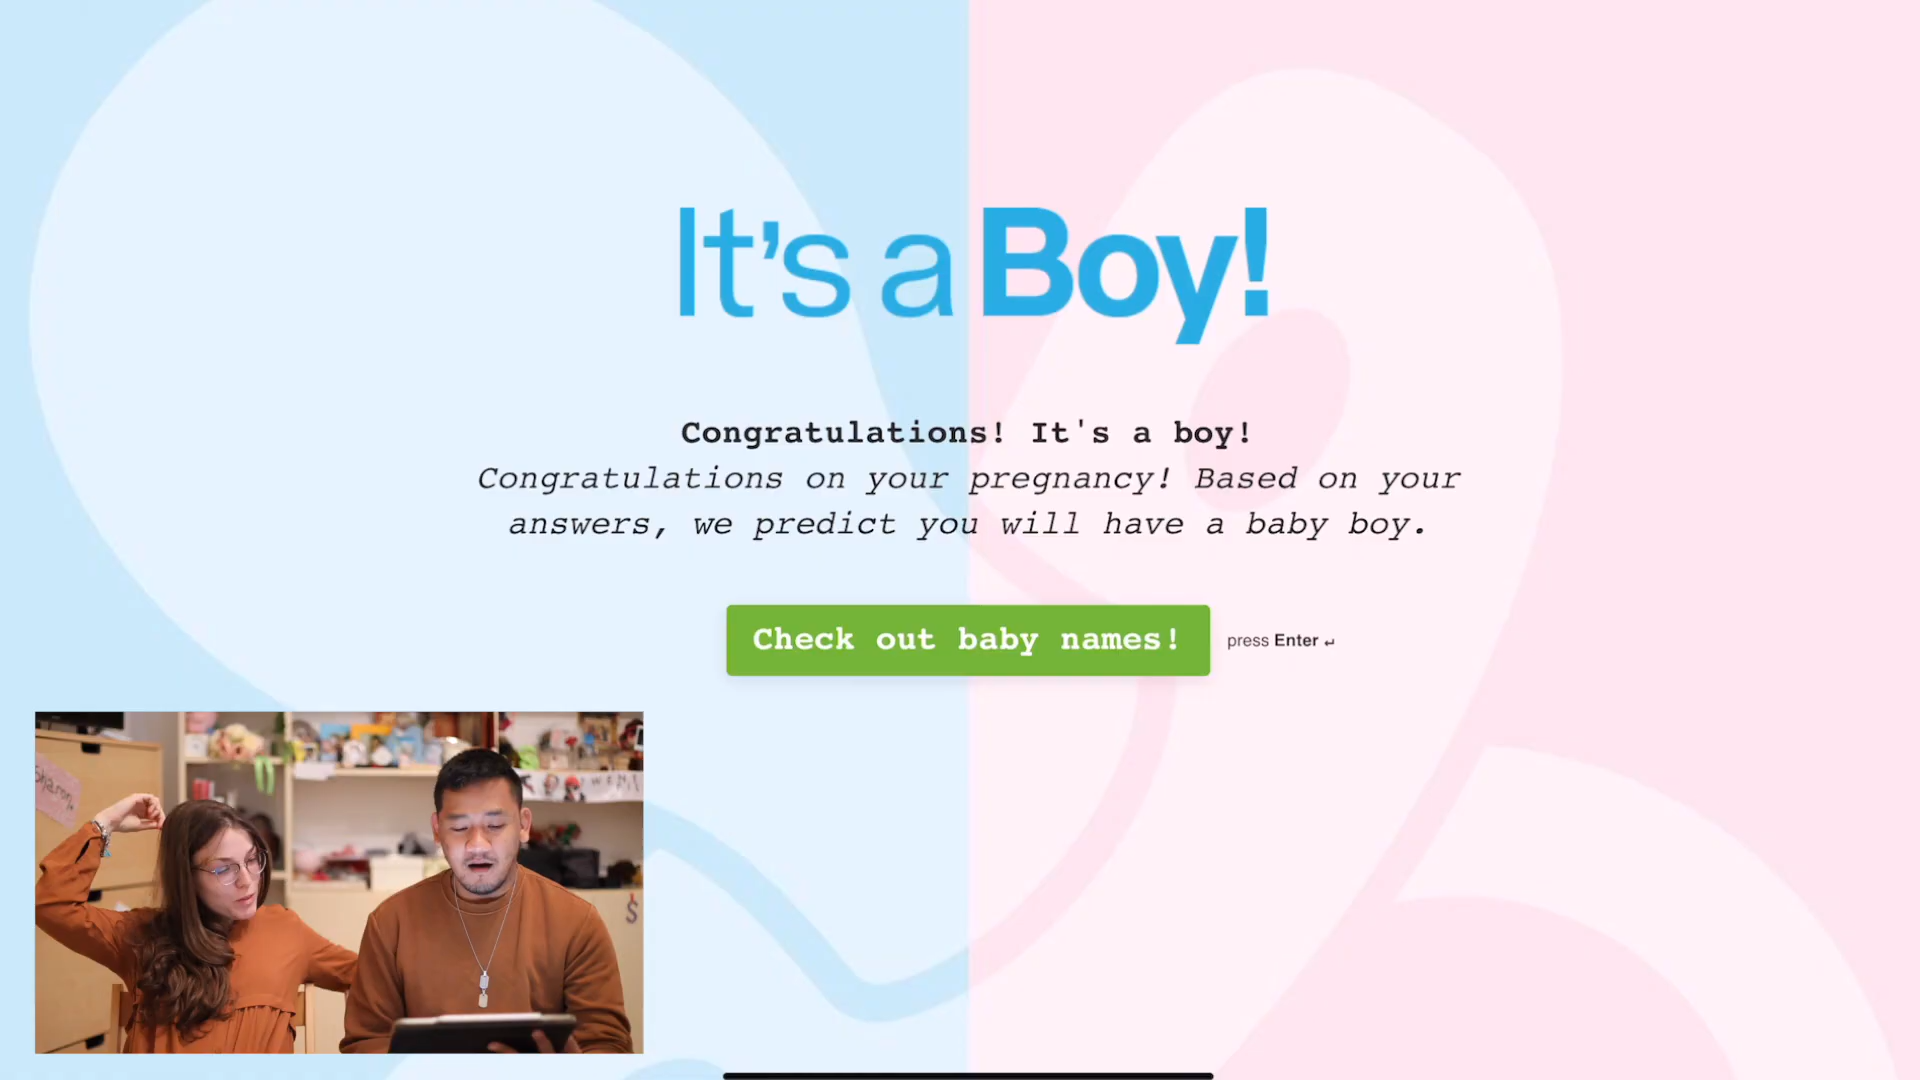 It's a Boy!
Congratulations! It's a boy!
Congratulations on your pregnancy! Based on your
answers, we predict you will have a baby boy.
Check out baby names!
press Enter ↵
Sharon
S